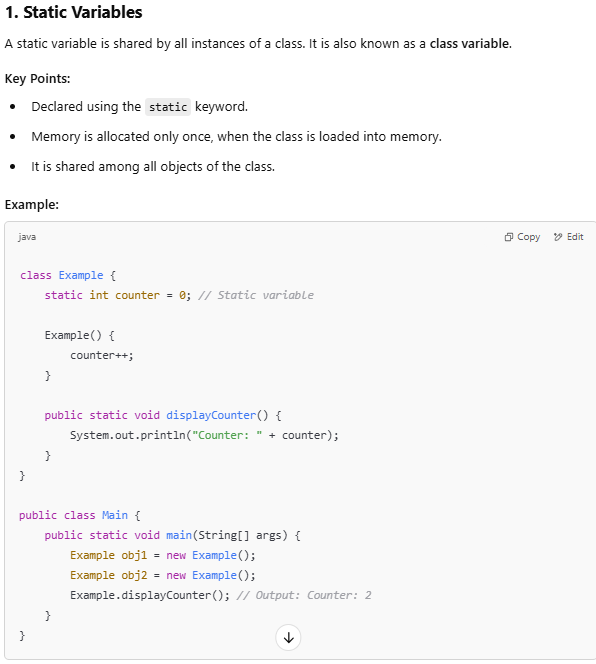 1. Static Variables
A static variable is shared by all instances of a class. It is also known as a class variable.
Key Points:
• Declared using the static keyword.
• Memory is allocated only once, when the class is loaded into memory.
• It is shared among all objects of the class.
Example:
java Copy Edit
class Example {
    static int counter = 0; // Static variable
    Example() {
        counter++;
    }
    public static void displayCounter() {
        System.out.println("Counter: " + counter);
    }
}
public class Main {
    public static void main(String[] args) {
        Example obj1 = new Example();
        Example obj2 = new Example();
        Example.displayCounter(); // Output: Counter: 2
    }
}